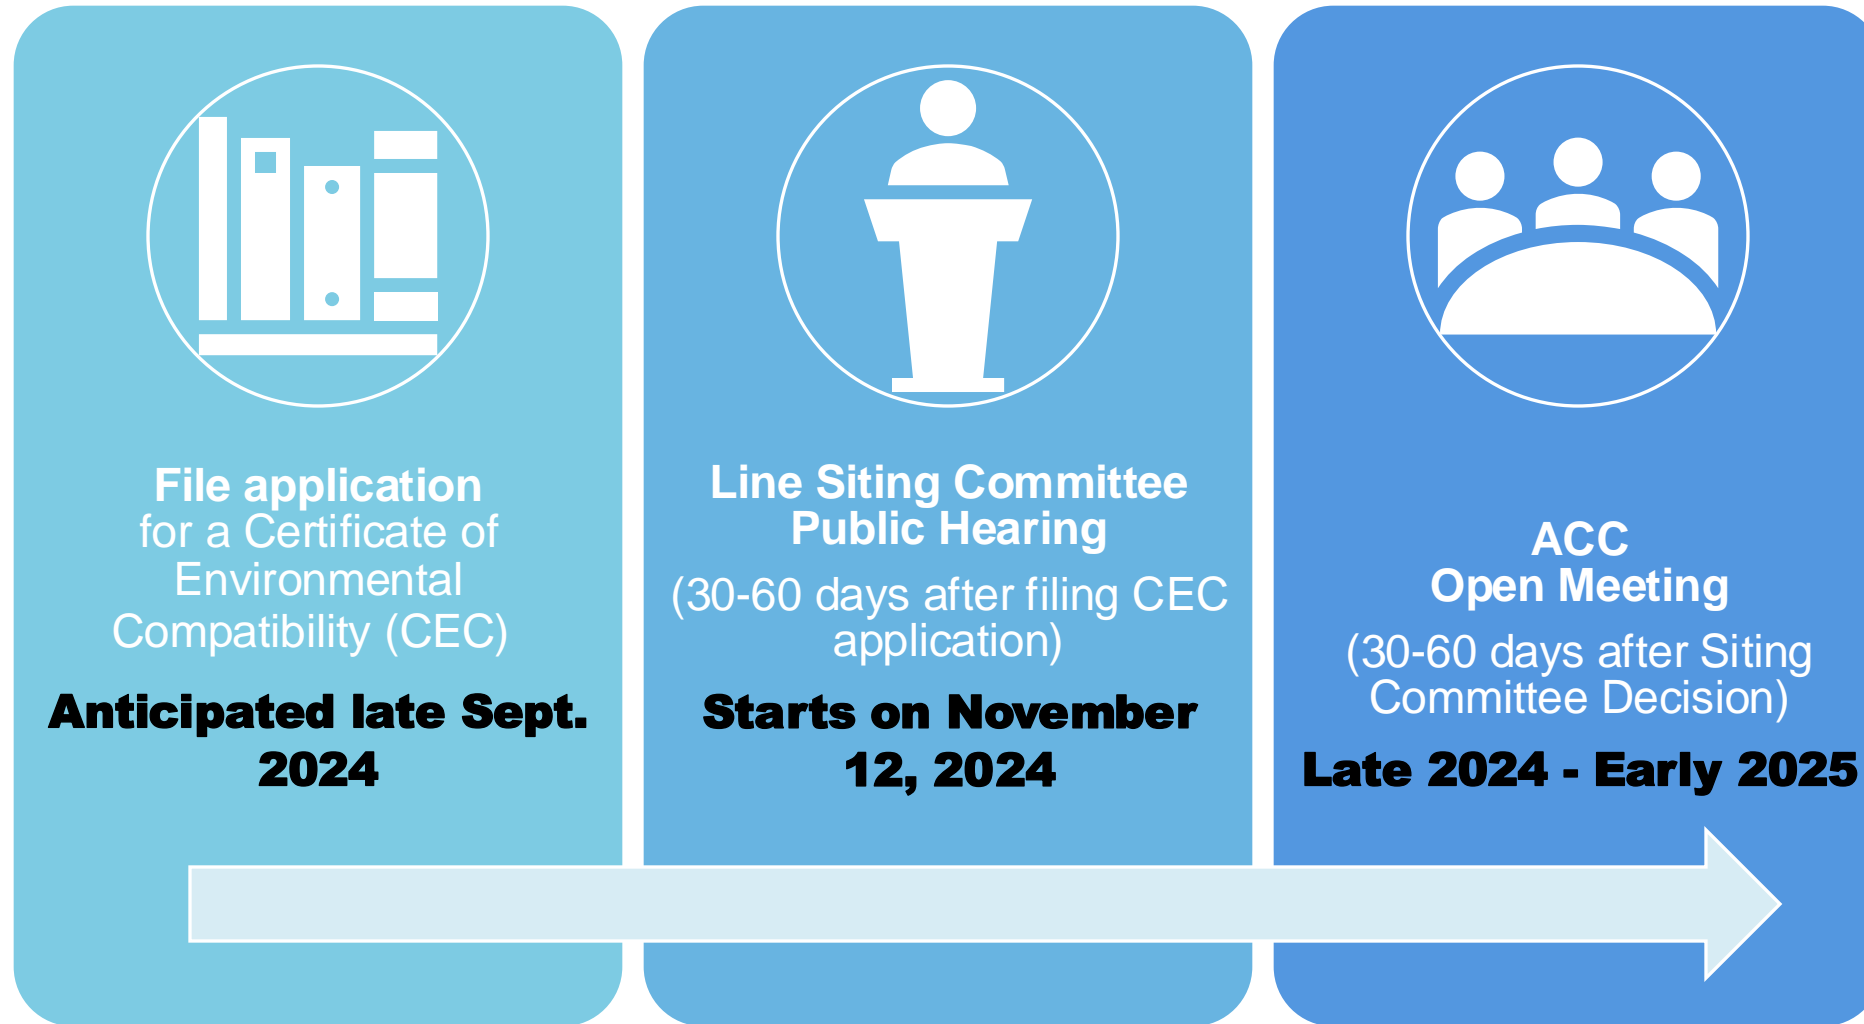 File application
for a Certificate of
Environmental
Compatibility (CEC)
Anticipated late Sept.
2024
Line Siting Committee
Public Hearing
(30-60 days after filing CEC
application)
Starts on November
12, 2024
ACC
Open Meeting
(30-60 days after Siting
Committee Decision)
Late 2024 - Early 2025